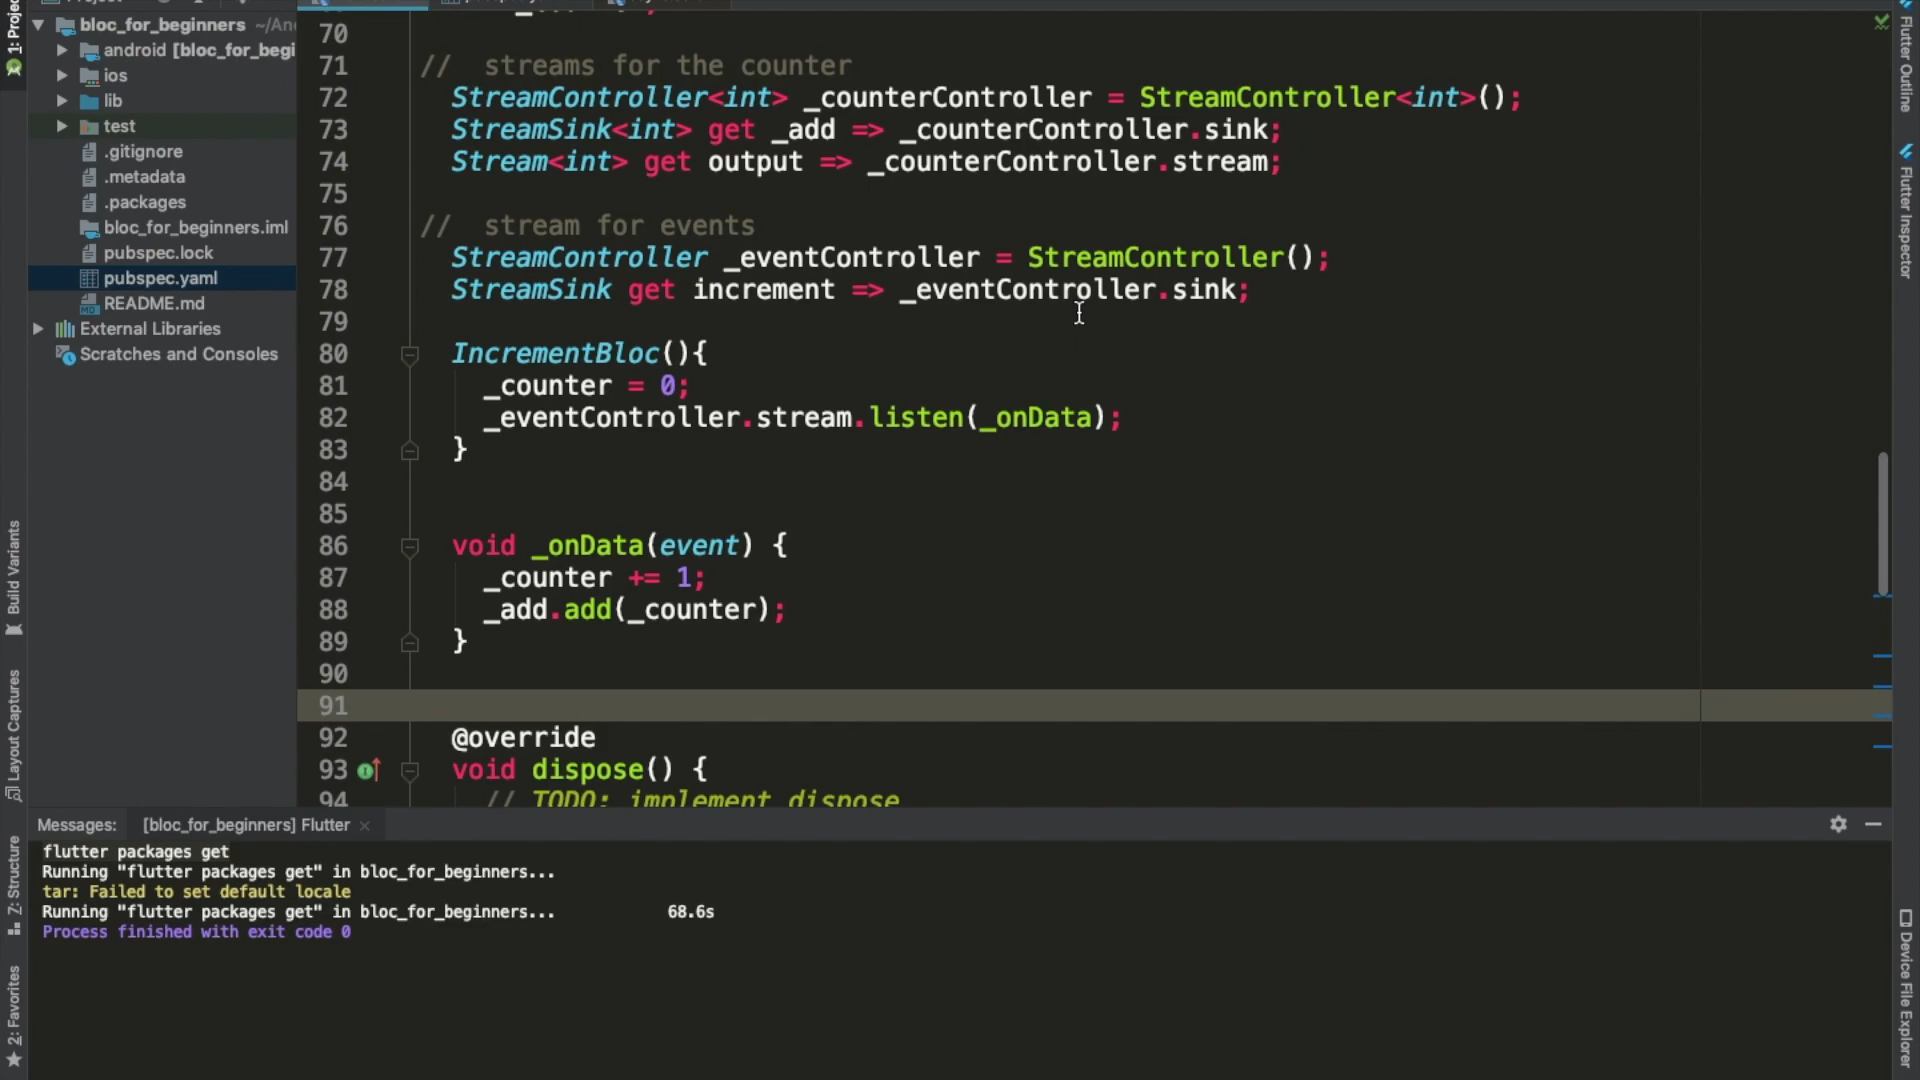 1: Project
bloc_for_beginners ~/An
android [bloc_for_begi
ios
lib
test
.gitignore
.metadata
.packages
bloc_for_beginners.iml
pubspec.lock
pubspec.yaml
README.md
External Libraries
Scratches and Consoles
Build Variants
Layout Captures
Z: Structure
2: Favorites
70
71 // streams for the counter
72 StreamController<int> _counterController = StreamController<int>();
73 StreamSink<int> get _add => _counterController.sink;
74 Stream<int> get output => _counterController.stream;
75
76 // stream for events
77 StreamController _eventController = StreamController();
78 StreamSink get increment => _eventController.sink;
79
80 IncrementBloc(){
81 _counter = 0;
82 _eventController.stream.listen(_onData);
83 }
84
85
86 void _onData(event) {
87 _counter += 1;
88 _add.add(_counter);
89 }
90
91
92 @override
93 void dispose() {
94 // TODO: implement dispose
Flutter Outline
Flutter Inspector
Device File Explorer
Messages: [bloc_for_beginners] Flutter
flutter packages get
Running "flutter packages get" in bloc_for_beginners...
tar: Failed to set default locale
Running "flutter packages get" in bloc_for_beginners... 68.6s
Process finished with exit code 0